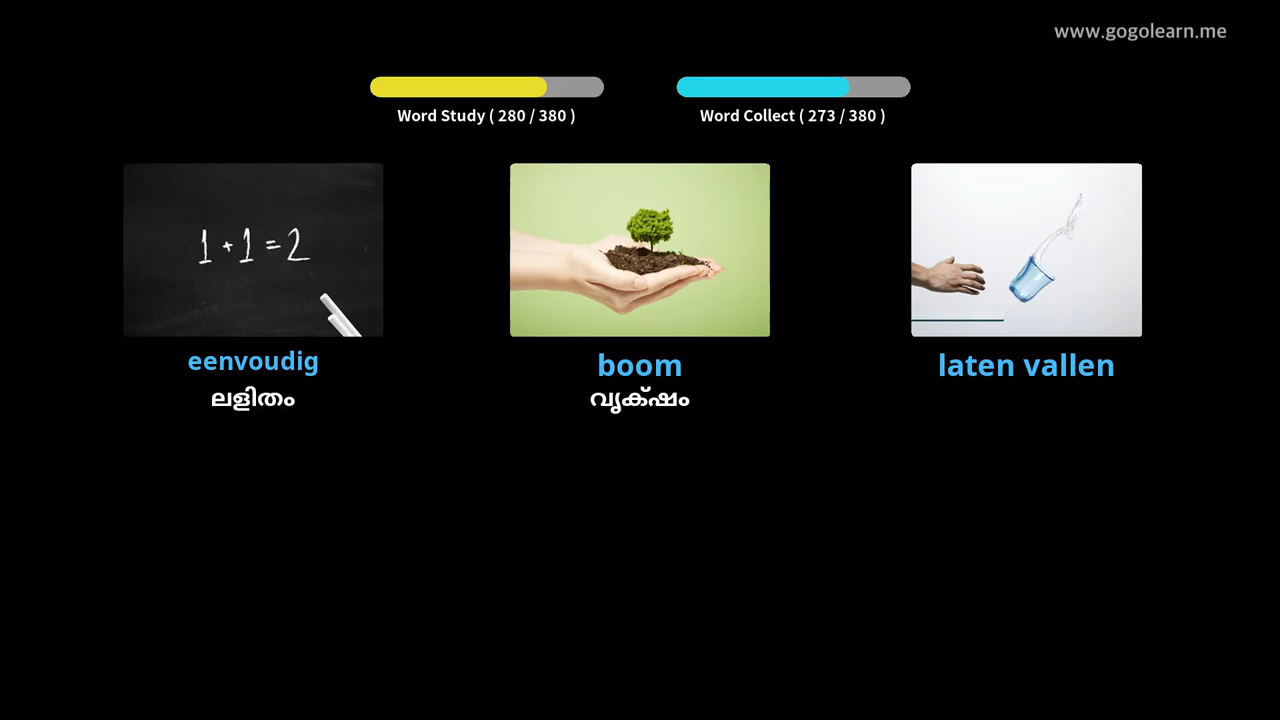 www.gogolearn.me
Word Study ( 280 / 380 )
Word Collect ( 273 / 380 )
1 + 1 = 2
eenvoudig
ലളിതം
boom
വൃക്ഷം
laten vallen